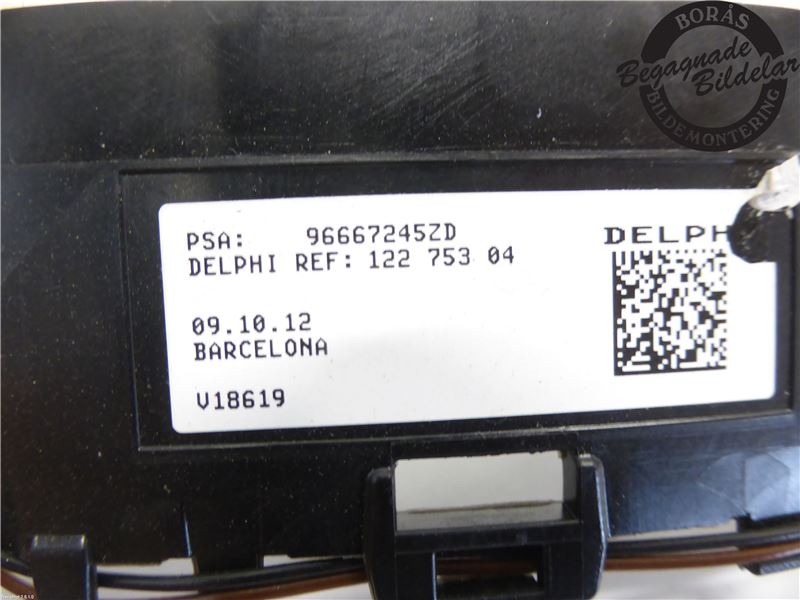 BORÅS
Begagnade
Bildelar
BILDEMONTERING
PSA: 96667245ZD
DELPHI REF: 122 753 04
DELPH
09.10.12
BARCELONA
V18619